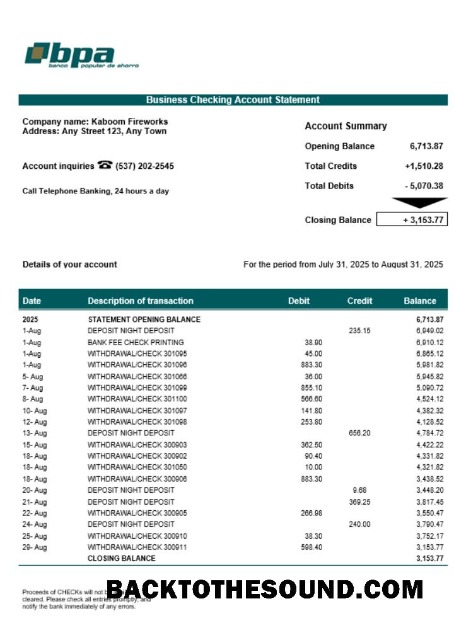 bpa
banco popular de ahorro
Business Checking Account Statement
Company name: Kaboom Fireworks
Address: Any Street 123, Any Town
Account inquiries ☎ (537) 202-2545
Call Telephone Banking, 24 hours a day
Account Summary
Opening Balance 6,713.87
Total Credits +1,510.28
Total Debits - 5,070.38
Closing Balance + 3,153.77
Details of your account For the period from July 31, 2025 to August 31, 2025
Date Description of transaction Debit Credit Balance
2025 STATEMENT OPENING BALANCE 6,713.87
1-Aug DEPOSIT NIGHT DEPOSIT 235.15 6,949.02
1-Aug BANK FEE CHECK PRINTING 38.90 6,910.12
1-Aug WITHDRAWAL/CHECK 301095 45.00 6,865.12
1-Aug WITHDRAWAL/CHECK 301096 883.30 5,981.82
5- Aug WITHDRAWAL/CHECK 301066 36.00 5,945.82
7- Aug WITHDRAWAL/CHECK 301099 855.10 5,090.72
8- Aug WITHDRAWAL/CHECK 301100 566.60 4,524.12
10- Aug WITHDRAWAL/CHECK 301097 141.80 4,382.32
12- Aug WITHDRAWAL/CHECK 301098 253.80 4,128.52
13- Aug DEPOSIT NIGHT DEPOSIT 656.20 4,784.72
15- Aug WITHDRAWAL/CHECK 300903 362.50 4,422.22
18- Aug WITHDRAWAL/CHECK 300902 90.40 4,331.82
18- Aug WITHDRAWAL/CHECK 301050 10.00 4,321.82
18- Aug WITHDRAWAL/CHECK 300906 883.30 3,438.52
20- Aug DEPOSIT NIGHT DEPOSIT 9.68 3,448.20
21- Aug DEPOSIT NIGHT DEPOSIT 369.25 3,817.45
22- Aug WITHDRAWAL/CHECK 300905 266.98 3,550.47
24- Aug DEPOSIT NIGHT DEPOSIT 240.00 3,790.47
25- Aug WITHDRAWAL/CHECK 300910 38.30 3,752.17
29- Aug WITHDRAWAL/CHECK 300911 598.40 3,153.77
CLOSING BALANCE 3,153.77
Proceeds of CHECKs will not
cleared. Please check all entries promptly, and
notify the bank immediately of any errors.
BACKTOTHESOUND.COM